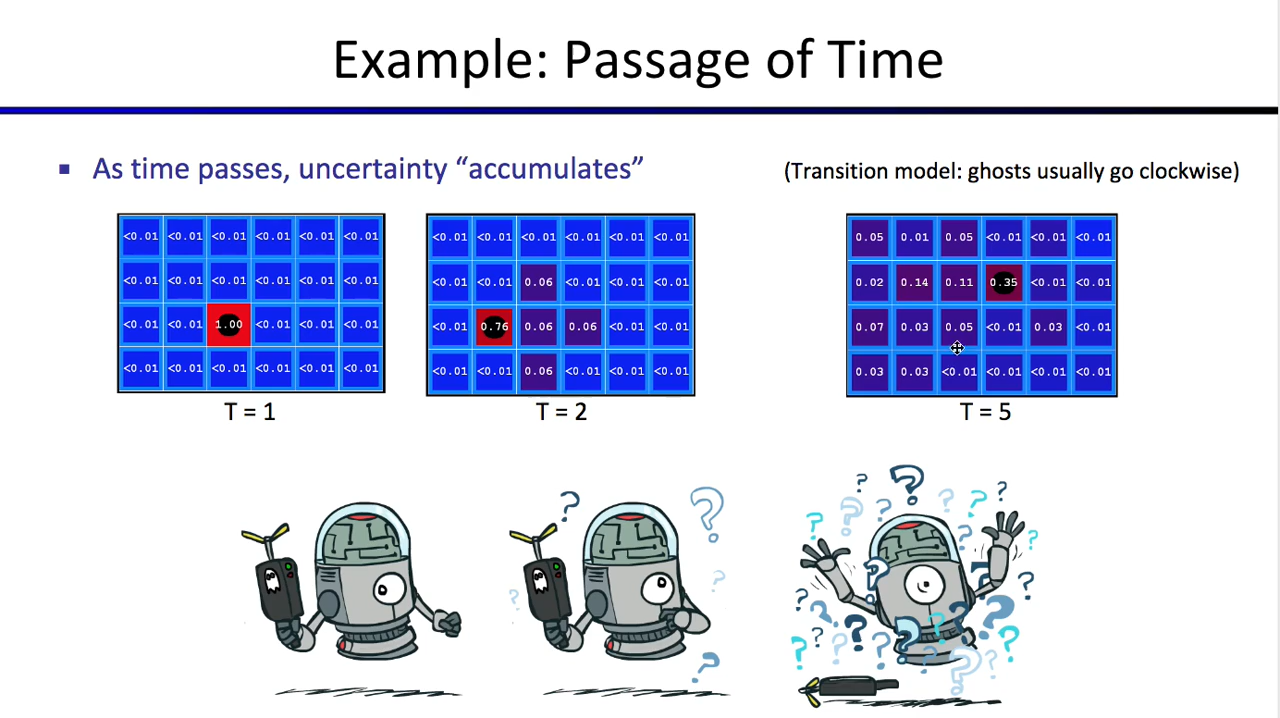 Example: Passage of Time
▪ As time passes, uncertainty “accumulates”
(Transition model: ghosts usually go clockwise)
<0.01 <0.01 <0.01 <0.01 <0.01 <0.01
<0.01 <0.01 <0.01 <0.01 <0.01 <0.01
<0.01 <0.01 1.00 <0.01 <0.01 <0.01
<0.01 <0.01 <0.01 <0.01 <0.01 <0.01
T = 1
<0.01 <0.01 <0.01 <0.01 <0.01 <0.01
<0.01 <0.01 0.06 <0.01 <0.01 <0.01
<0.01 0.76 0.06 0.06 <0.01 <0.01
<0.01 <0.01 0.06 <0.01 <0.01 <0.01
T = 2
0.05 0.01 0.05 <0.01 <0.01 <0.01
0.02 0.14 0.11 0.35 <0.01 <0.01
0.07 0.03 0.05 <0.01 0.03 <0.01
0.03 0.03 <0.01 <0.01 <0.01 <0.01
T = 5